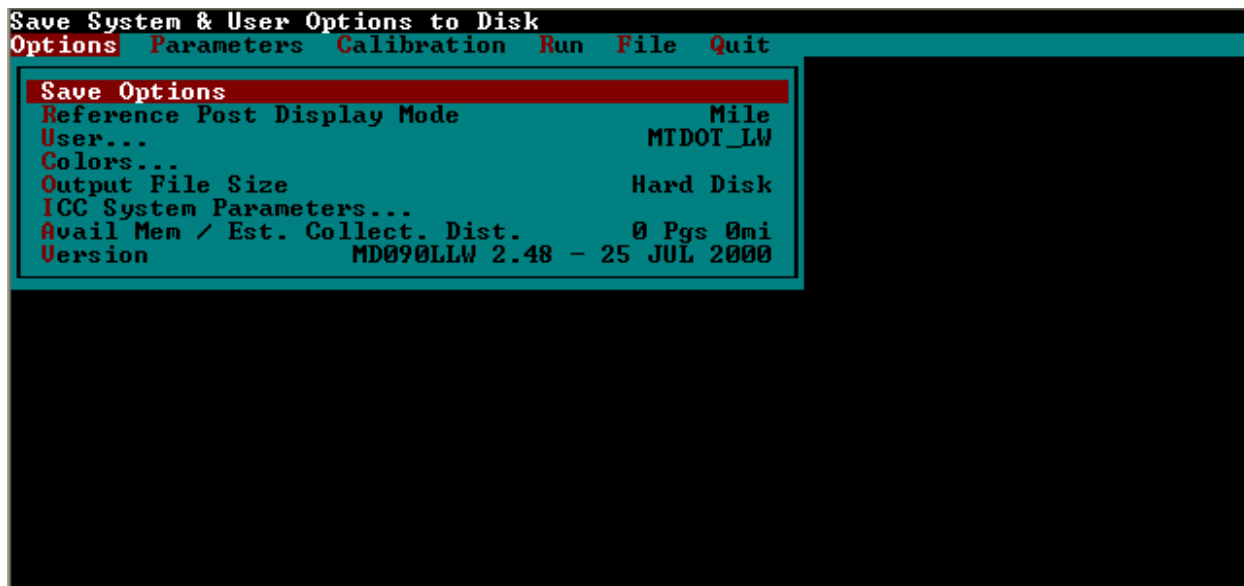 Save System & User Options to Disk
Options Parameters Calibration Run File Quit
Save Options
Reference Post Display Mode Mile
User... MTDOT_LW
Colors...
Output File Size Hard Disk
ICC System Parameters...
Avail Mem / Est. Collect. Dist. 0 Pgs 0mi
Version MD090LLW 2.48 - 25 JUL 2000